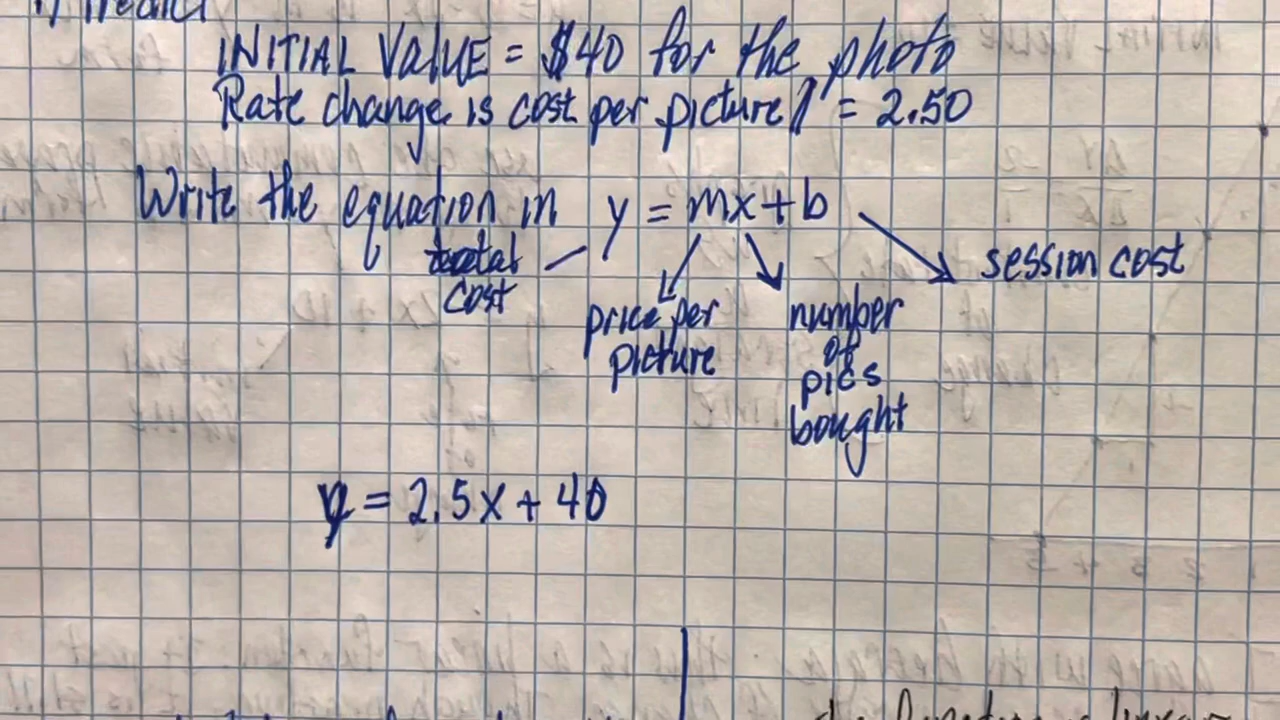 INITIAL Value = $40 for the photo
Rate change is cost per picture = 2.50
Write the equation in y = mx+b
total cost
price per picture
number of pics bought
session cost
y = 2.5x + 40